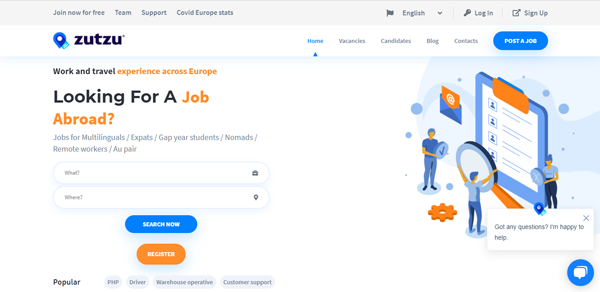 Join now for free Team Support Covid Europe stats English Log In Sign Up
zutzu Home Vacancies Candidates Blog Contacts POST A JOB
Work and travel experience across Europe
Looking For A Job
Abroad?
Jobs for Multilinguals / Expats / Gap year students / Nomads /
Remote workers / Au pair
What?
Where?
SEARCH NOW
REGISTER
Got any questions? I'm happy to
help.
Popular PHP Driver Warehouse operative Customer support